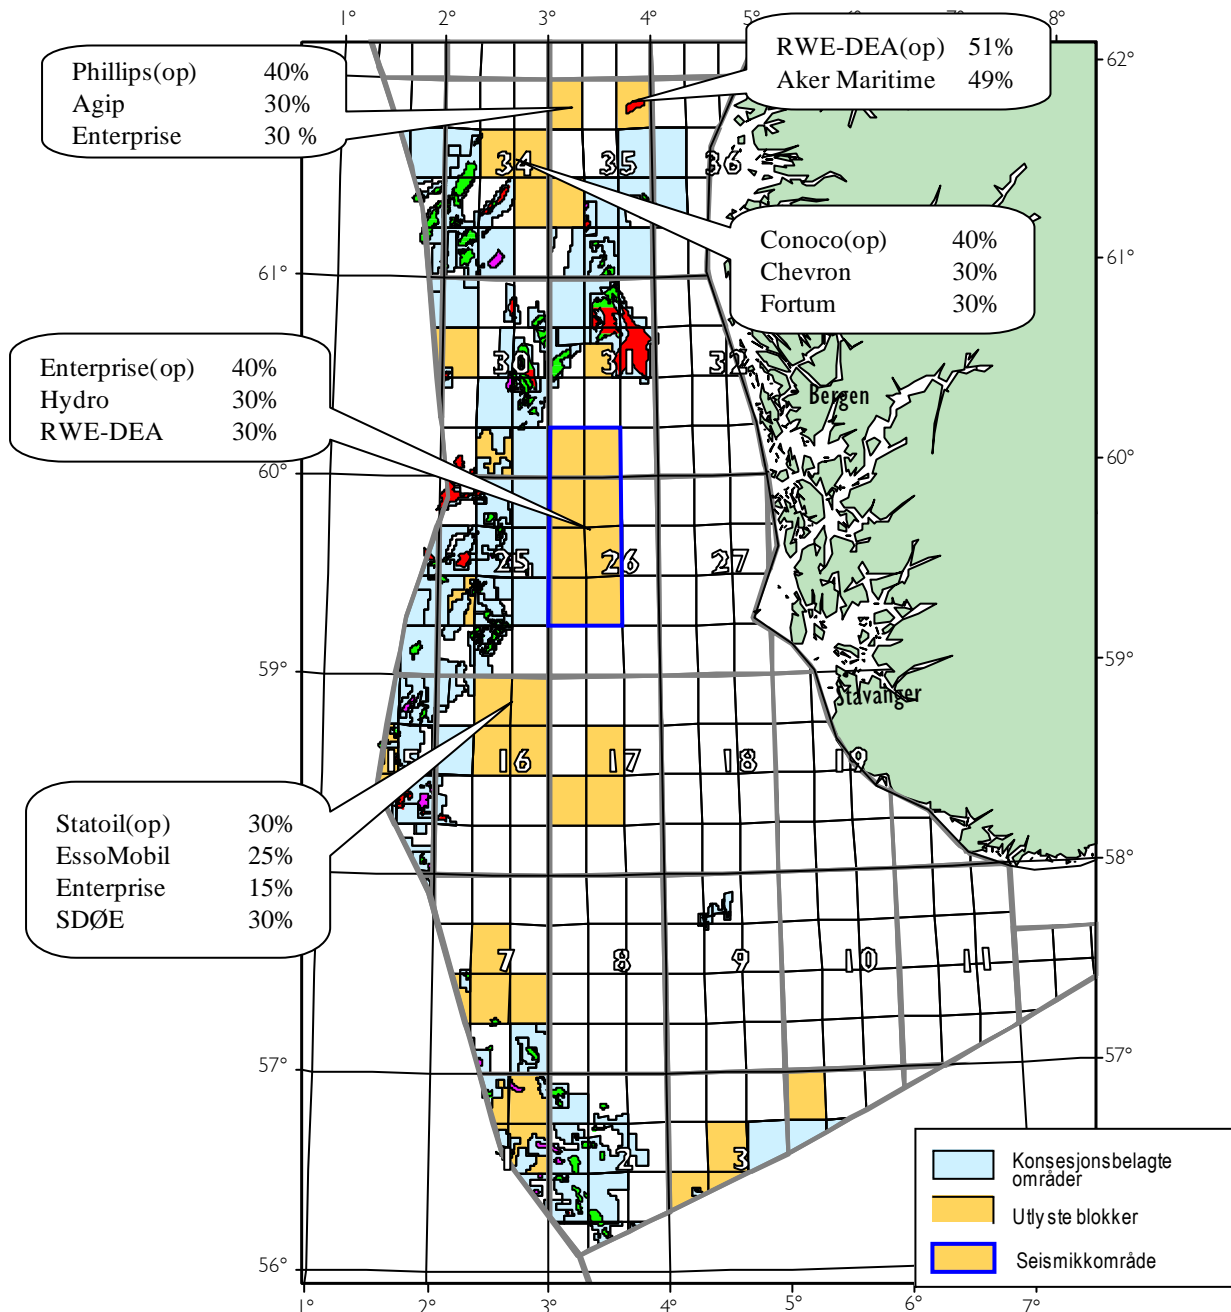 1° 2° 3° 4° 5° 6° 7° 8°
Phillips(op) 40%
Agip 30%
Enterprise 30 %
RWE-DEA(op) 51%
Aker Maritime 49%
62°
34 35 36
Conoco(op) 40%
Chevron 30%
Fortum 30%
61° 61°
Enterprise(op) 40%
Hydro 30%
RWE-DEA 30%
30 31 32
Bergen
60° 60°
25 26 27
59° 59°
Stavanger
15 16 17 18 19
Statoil(op) 30%
EssoMobil 25%
Enterprise 15%
SDØE 30%
58°
7 8 9 10 11
57° 57°
1 2 3
Konsesjonsbelagte
områder
Utlyste blokker
Seismikkområde
56°
1° 2° 3° 4° 5° 6° 7°